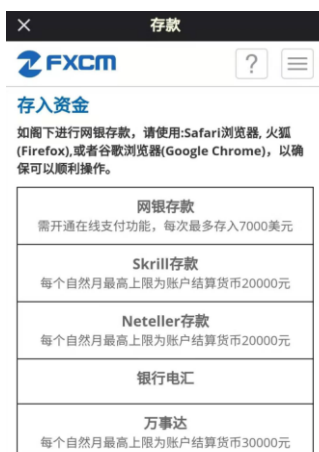 存款
FXCM
?
存入资金
如阁下进行网银存款，请使用:Safari浏览器, 火狐
(Firefox),或者谷歌浏览器(Google Chrome)，以确
保可以顺利操作。
网银存款
需开通在线支付功能，每次最多存入7000美元
Skrill存款
每个自然月最高上限为账户结算货币20000元
Neteller存款
每个自然月最高上限为账户结算货币20000元
银行电汇
万事达
每个自然月最高上限为账户结算货币30000元